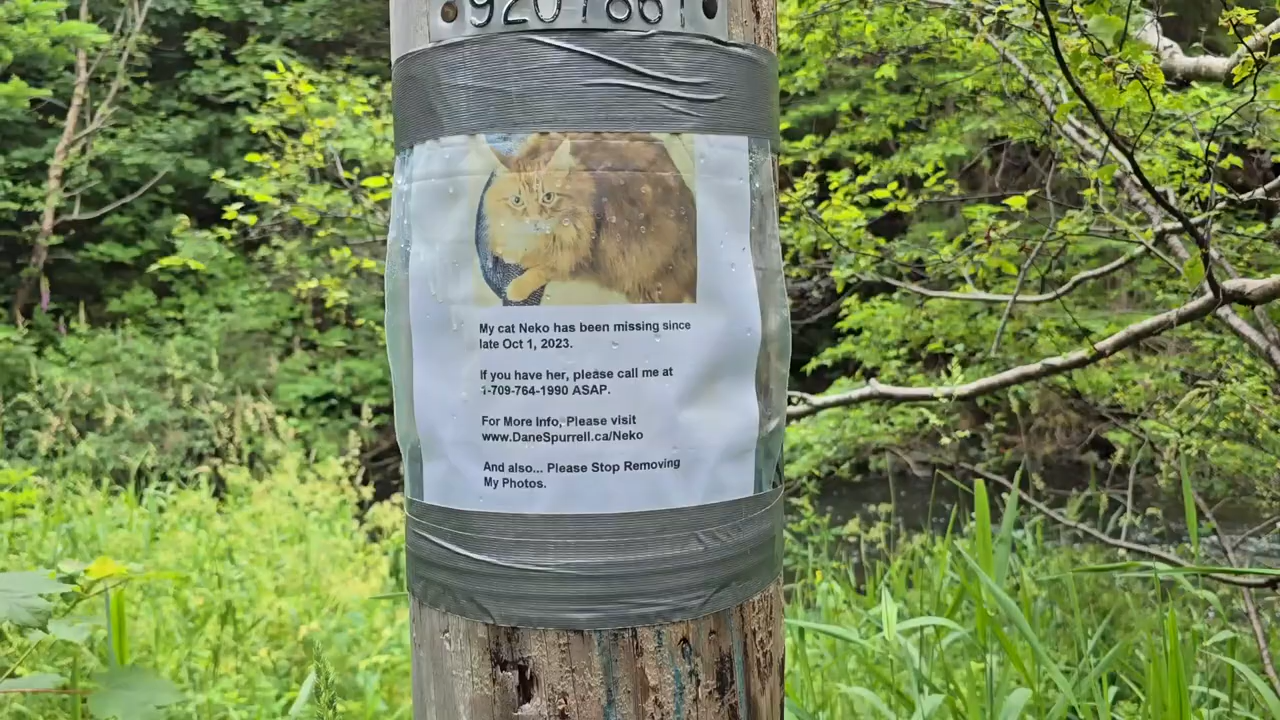 My cat Neko has been missing since
late Oct 1, 2023.
If you have her, please call me at
1-709-764-1990 ASAP.
For More Info, Please visit
www.DaneSpurrell.ca/Neko
And also... Please Stop Removing
My Photos.